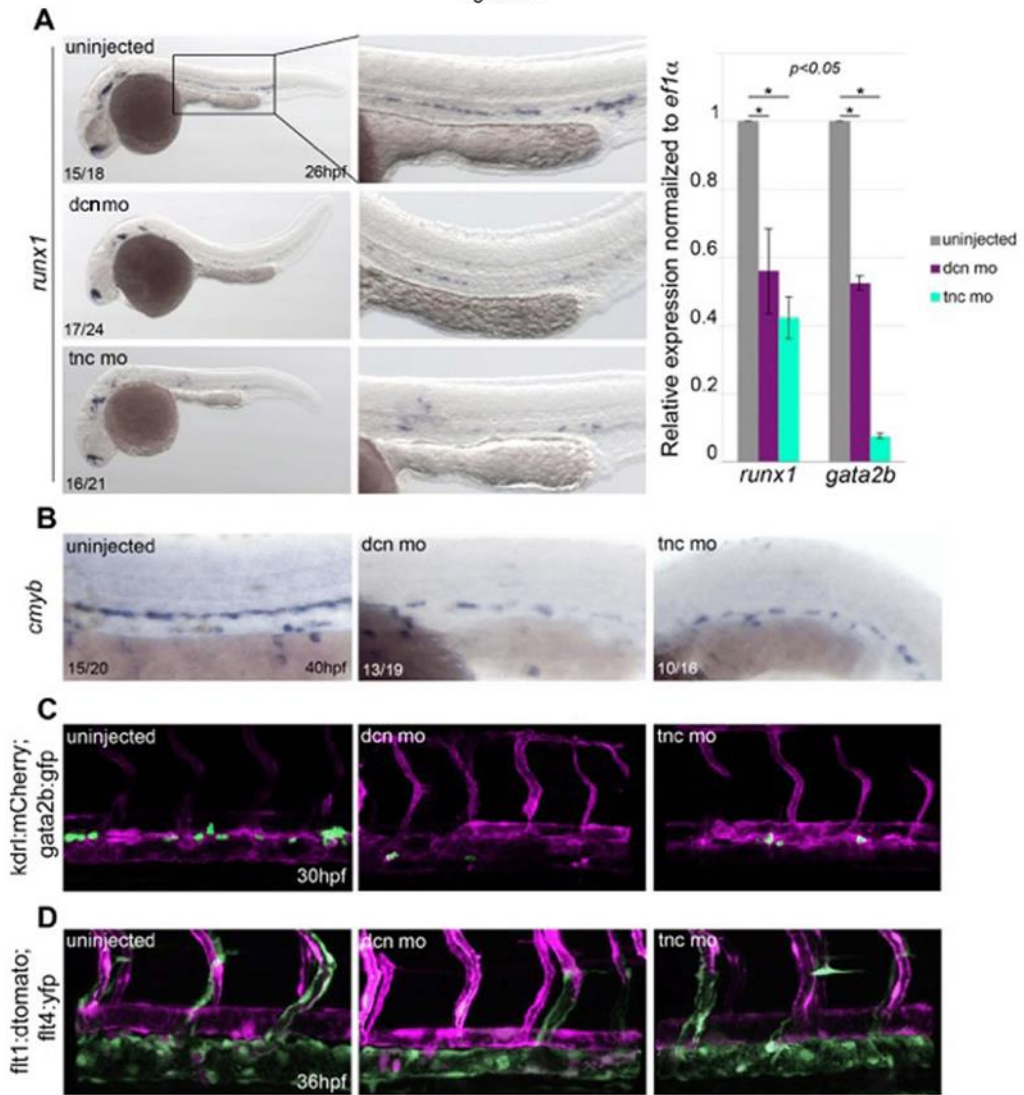 A
uninjected
15/18
26hpf
dcnmo
17/24
tnc mo
16/21
runx1
Relative expression normailzed to ef1α
p<0.05
*
*
*
*
1
0.8
0.6
0.4
0.2
0
runx1
gata2b
uninjected
dcn mo
tnc mo
B
cmyb
uninjected
15/20
40hpf
dcn mo
13/19
tnc mo
10/16
C
kdrl:mCherry;
gata2b:gfp
uninjected
30hpf
dcn mo
tnc mo
D
flt1:dtomato;
flt4:yfp
uninjected
36hpf
dcn mo
tnc mo